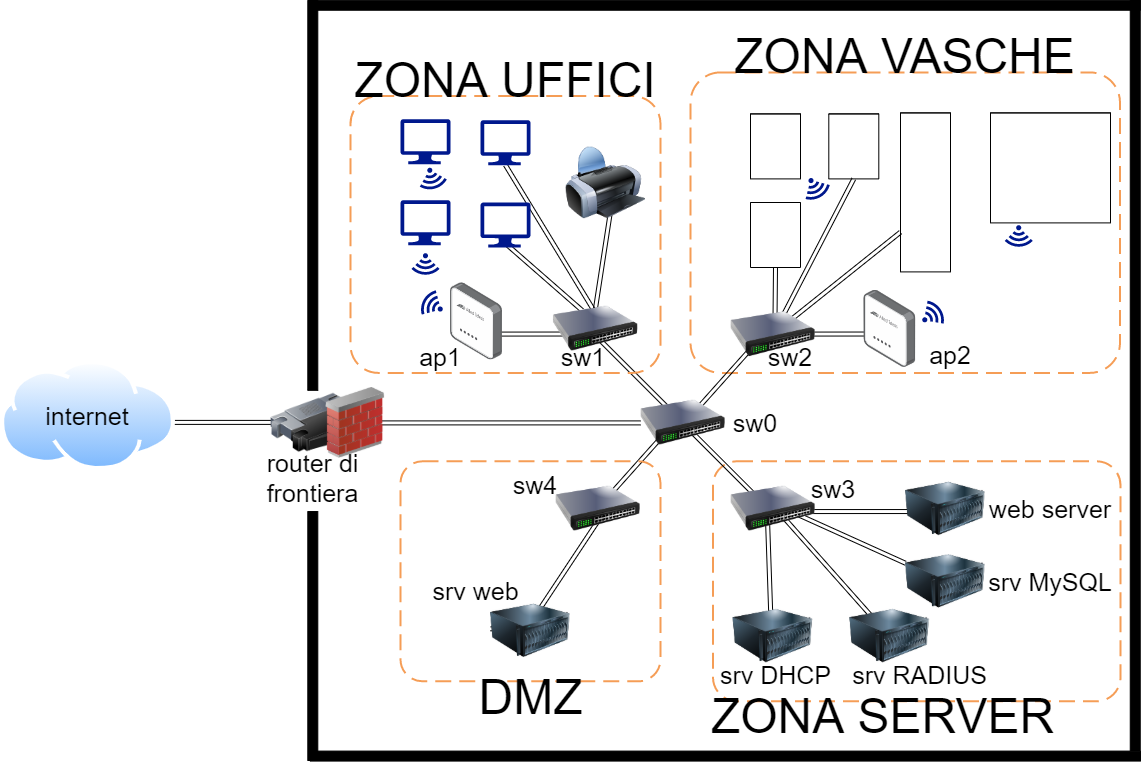 ZONA UFFICI
ZONA VASCHE
ap1
sw1
sw2
ap2
internet
sw0
router di
frontiera
sw4
sw3
web server
srv web
srv MySQL
srv DHCP
srv RADIUS
DMZ
ZONA SERVER